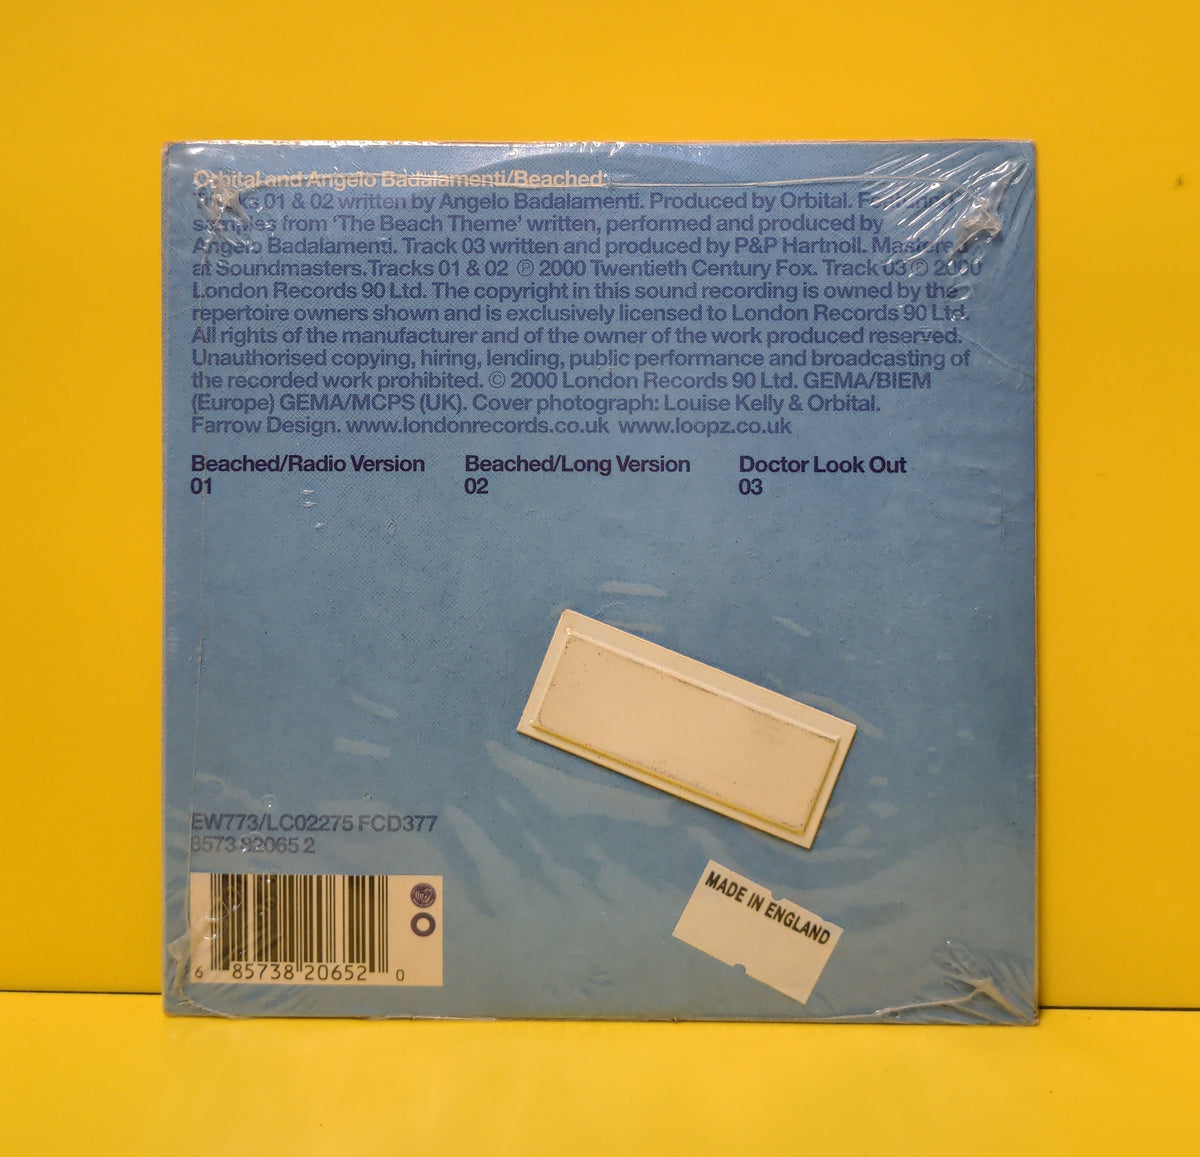 Orbital and Angelo Badalamenti/Beached
Tracks 01 & 02 written by Angelo Badalamenti. Produced by Orbital.
samples from 'The Beach Theme' written, performed and produced by
Angelo Badalamenti. Track 03 written and produced by P&P Hartnoll. Mastered
at Soundmasters. Tracks 01 & 02 ℗ 2000 Twentieth Century Fox. Track 03 ℗ 2000
London Records 90 Ltd. The copyright in this sound recording is owned by the
repertoire owners shown and is exclusively licensed to London Records 90 Ltd.
All rights of the manufacturer and of the owner of the work produced reserved.
Unauthorised copying, hiring, lending, public performance and broadcasting of
the recorded work prohibited. © 2000 London Records 90 Ltd. GEMA/BIEM
(Europe) GEMA/MCPS (UK). Cover photograph: Louise Kelly & Orbital.
Farrow Design. www.londonrecords.co.uk www.loopz.co.uk
Beached/Radio Version
01
Beached/Long Version
02
Doctor Look Out
03
EW773/LC02275 FCD377
8573 82065 2
6 85738 20652 0
MADE IN ENGLAND